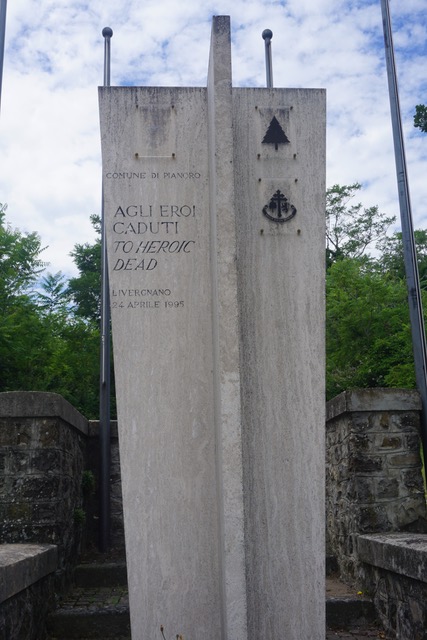 COMUNE DI PIANORO
AGLI EROI
CADUTI
TO HEROIC
DEAD
LIVERGNANO
24 APRILE 1995